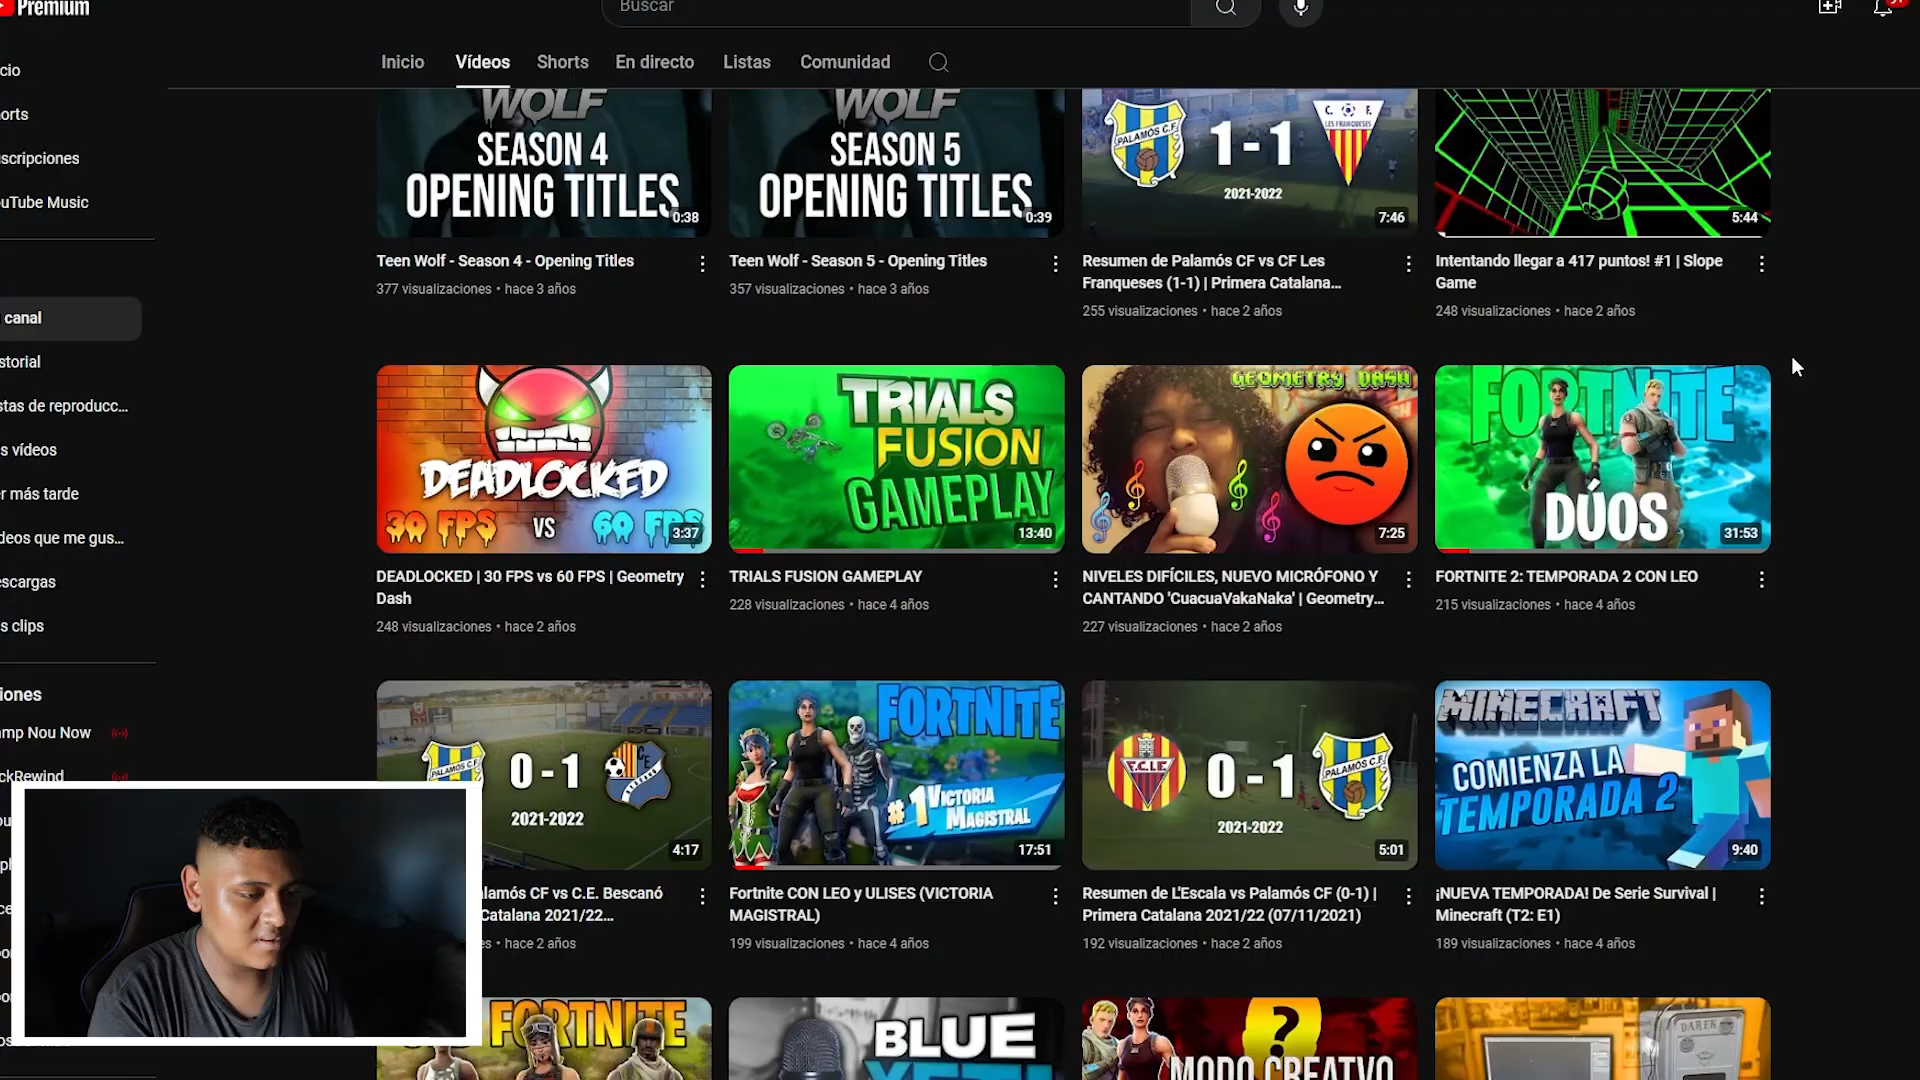 Premium
Buscar
Inicio
Vídeos
Shorts
En directo
Listas
Comunidad
cio
orts
scripciones
uTube Music
canal
storial
stas de reproducc...
s vídeos
r más tarde
deos que me gus...
escargas
s clips
iones
mp Nou Now
ckRewind
WOLF
SEASON 4
OPENING TITLES
0:38
WOLF
SEASON 5
OPENING TITLES
0:39
PALAMÓS C.F.
1-1
C. F.
LES FRANQUESES
2021-2022
7:46
5:44
Teen Wolf - Season 4 - Opening Titles
377 visualizaciones • hace 3 años
Teen Wolf - Season 5 - Opening Titles
357 visualizaciones • hace 3 años
Resumen de Palamós CF vs CF Les
Franqueses (1-1) | Primera Catalana...
255 visualizaciones • hace 2 años
Intentando llegar a 417 puntos! #1 | Slope
Game
248 visualizaciones • hace 2 años
DEADLOCKED
30 FPS VS 60 FPS
3:37
TRIALS
FUSION
GAMEPLAY
13:40
GEOMETRY DASH
7:25
FORTNITE
DÚOS
31:53
DEADLOCKED | 30 FPS vs 60 FPS | Geometry
Dash
248 visualizaciones • hace 2 años
TRIALS FUSION GAMEPLAY
228 visualizaciones • hace 4 años
NIVELES DIFÍCILES, NUEVO MICRÓFONO Y
CANTANDO 'CuacuaVakaNaka' | Geometry...
227 visualizaciones • hace 2 años
FORTNITE 2: TEMPORADA 2 CON LEO
215 visualizaciones • hace 4 años
PALAMÓS C.F.
0-1
2021-2022
4:17
FORTNITE
#1 VICTORIA
MAGISTRAL
17:51
F.C.L.E.
0-1
PALAMÓS C.F.
2021-2022
5:01
MINECRAFT
COMIENZA LA
TEMPORADA 2
9:40
lamós CF vs C.E. Bescanó
Catalana 2021/22...
es • hace 2 años
Fortnite CON LEO y ULISES (VICTORIA
MAGISTRAL)
199 visualizaciones • hace 4 años
Resumen de L'Escala vs Palamós CF (0-1) |
Primera Catalana 2021/22 (07/11/2021)
192 visualizaciones • hace 2 años
¡NUEVA TEMPORADA! De Serie Survival |
Minecraft (T2: E1)
189 visualizaciones • hace 4 años
FORTNITE
BLUE
YETI
?
MODO CREATVO
DAREK